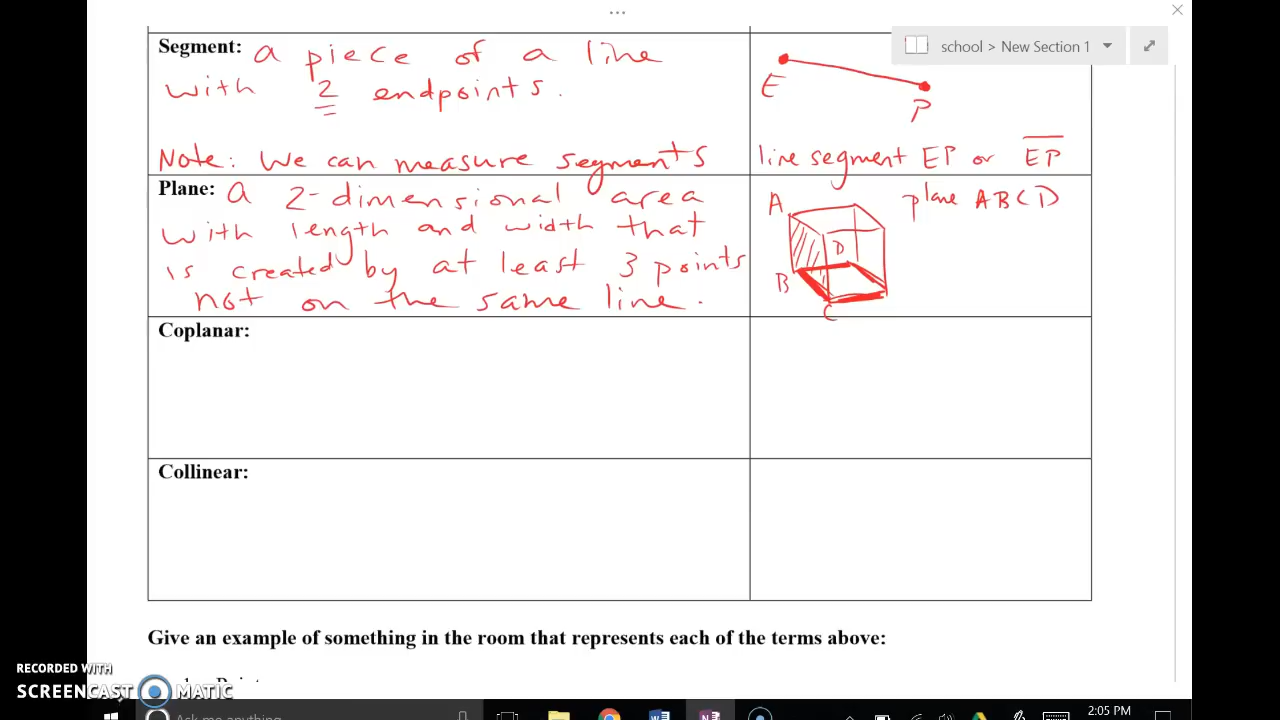 ...
school > New Section 1
Segment: a piece of a line
with 2 endpoints.
Note: We can measure segments
E
P
line segment EP or EP
Plane: a 2-dimensional area
with length and width that
is created by at least 3 points
not on the same line.
A
plane ABCD
D
B
C
Coplanar:
Collinear:
Give an example of something in the room that represents each of the terms above:
RECORDED WITH
SCREENCAST MATIC
Ask me anything
2:05 PM